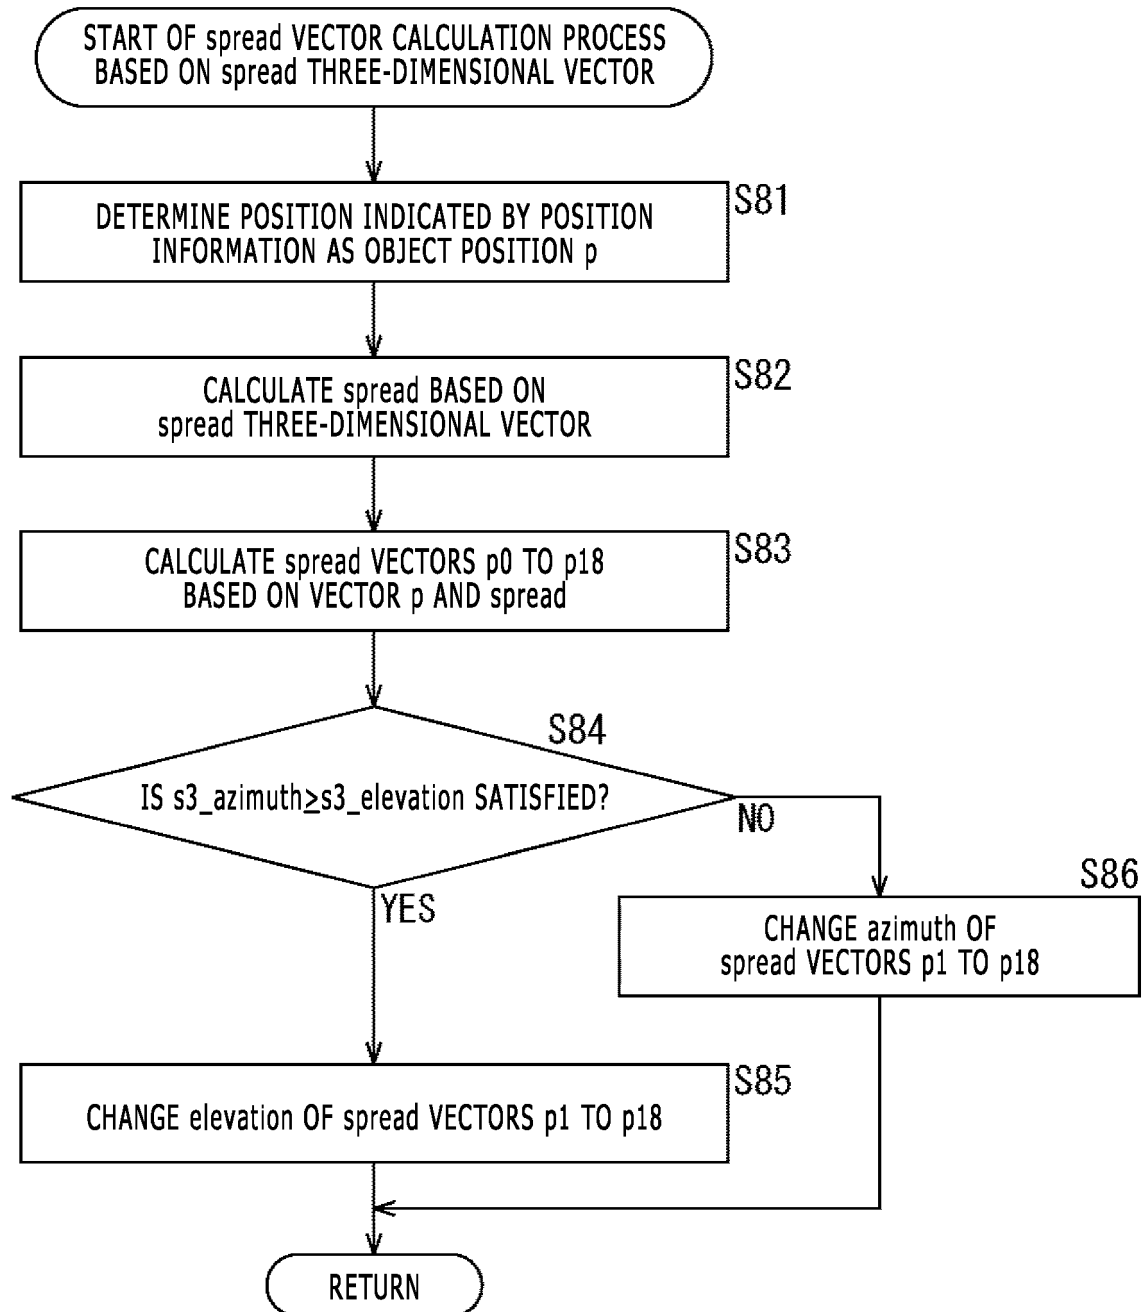 START OF spread VECTOR CALCULATION PROCESS
BASED ON spread THREE-DIMENSIONAL VECTOR
S81
DETERMINE POSITION INDICATED BY POSITION
INFORMATION AS OBJECT POSITION p
S82
CALCULATE spread BASED ON
spread THREE-DIMENSIONAL VECTOR
S83
CALCULATE spread VECTORS p0 TO p18
BASED ON VECTOR p AND spread
S84
IS s3_azimuth≥s3_elevation SATISFIED?
NO
YES
S86
CHANGE azimuth OF
spread VECTORS p1 TO p18
S85
CHANGE elevation OF spread VECTORS p1 TO p18
RETURN